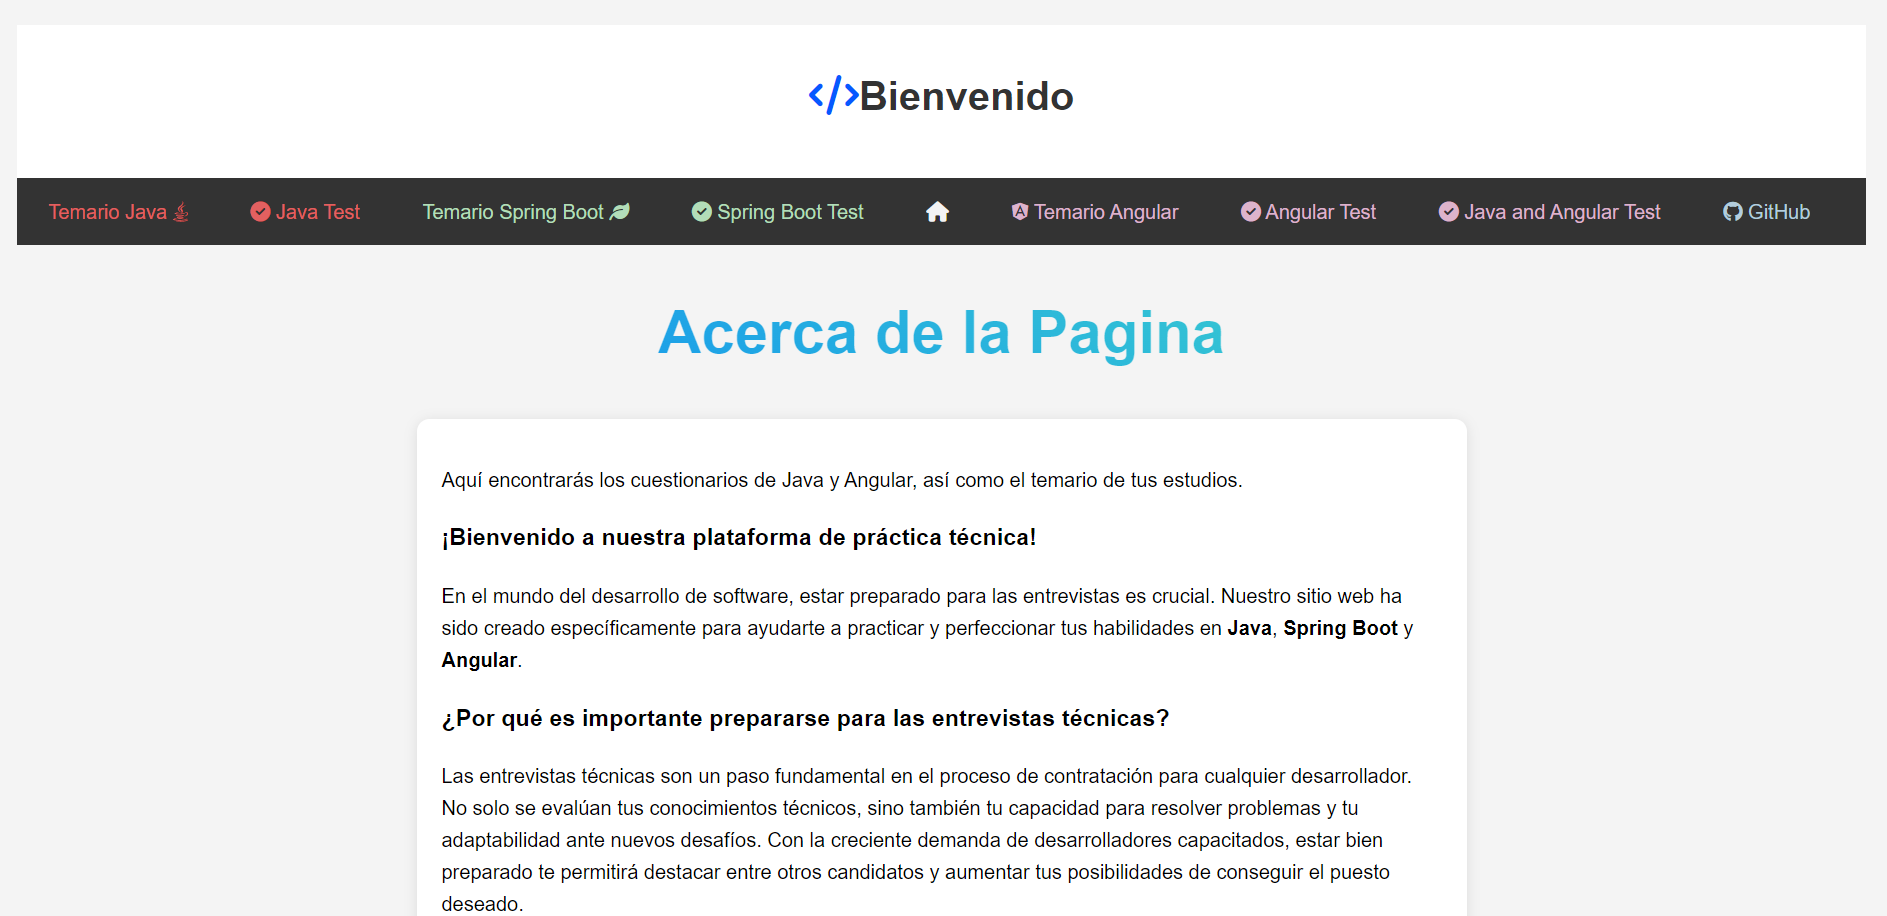 </>Bienvenido
Temario Java Java Test Temario Spring Boot Spring Boot Test Temario Angular Angular Test Java and Angular Test GitHub
Acerca de la Pagina
Aquí encontrarás los cuestionarios de Java y Angular, así como el temario de tus estudios.
¡Bienvenido a nuestra plataforma de práctica técnica!
En el mundo del desarrollo de software, estar preparado para las entrevistas es crucial. Nuestro sitio web ha
sido creado específicamente para ayudarte a practicar y perfeccionar tus habilidades en Java, Spring Boot y
Angular.
¿Por qué es importante prepararse para las entrevistas técnicas?
Las entrevistas técnicas son un paso fundamental en el proceso de contratación para cualquier desarrollador.
No solo se evalúan tus conocimientos técnicos, sino también tu capacidad para resolver problemas y tu
adaptabilidad ante nuevos desafíos. Con la creciente demanda de desarrolladores capacitados, estar bien
preparado te permitirá destacar entre otros candidatos y aumentar tus posibilidades de conseguir el puesto
deseado.